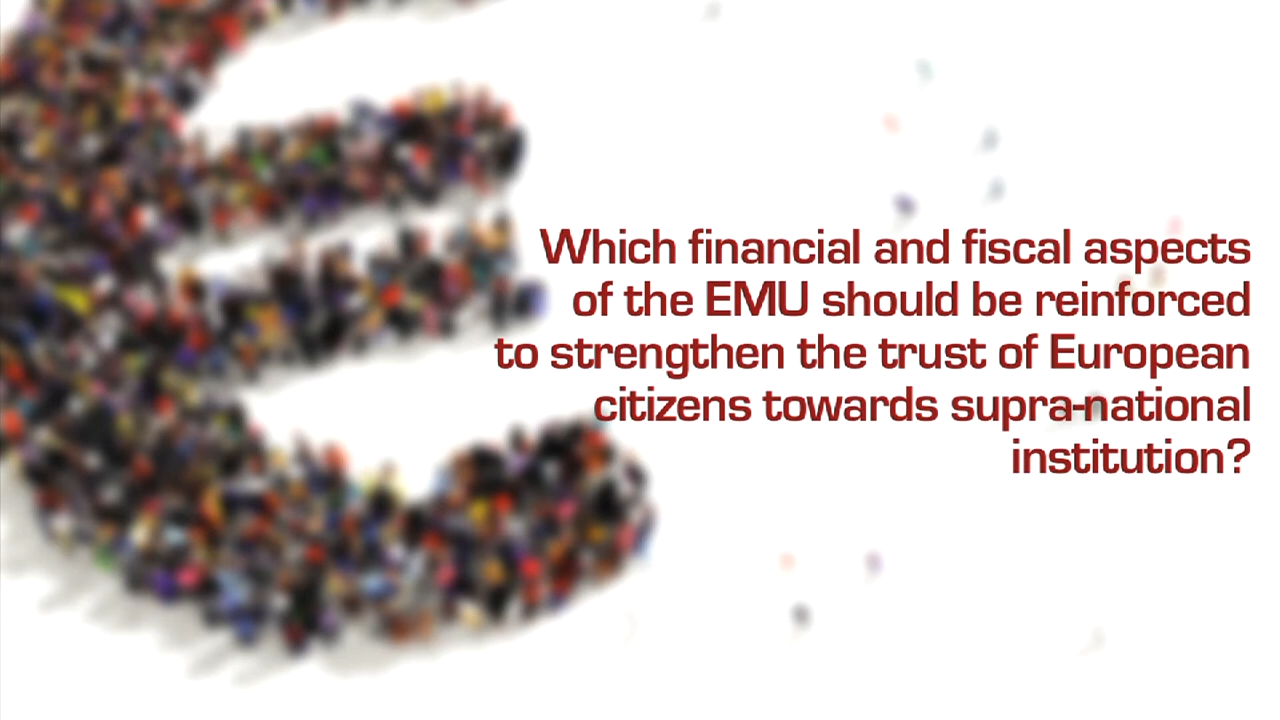 Which financial and fiscal aspects
of the EMU should be reinforced
to strengthen the trust of European
citizens towards supra-national
institution?